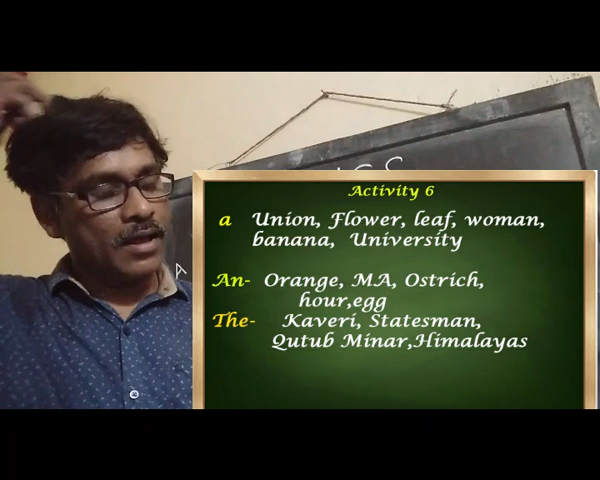 Activity 6
a Union, Flower, leaf, woman,
banana, University
An- Orange, MA, Ostrich,
hour,egg
The- Kaveri, Statesman,
Qutub Minar,Himalayas